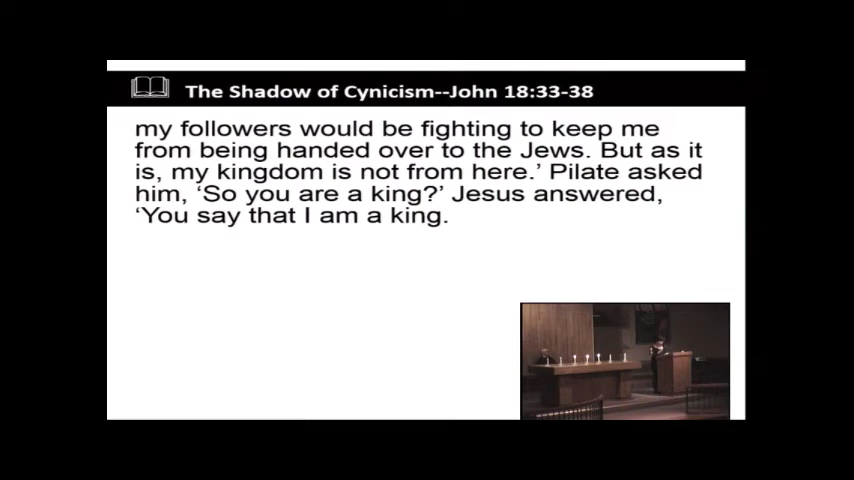 The Shadow of Cynicism--John 18:33-38
my followers would be fighting to keep me
from being handed over to the Jews. But as it
is, my kingdom is not from here.’ Pilate asked
him, ‘So you are a king?’ Jesus answered,
‘You say that I am a king.